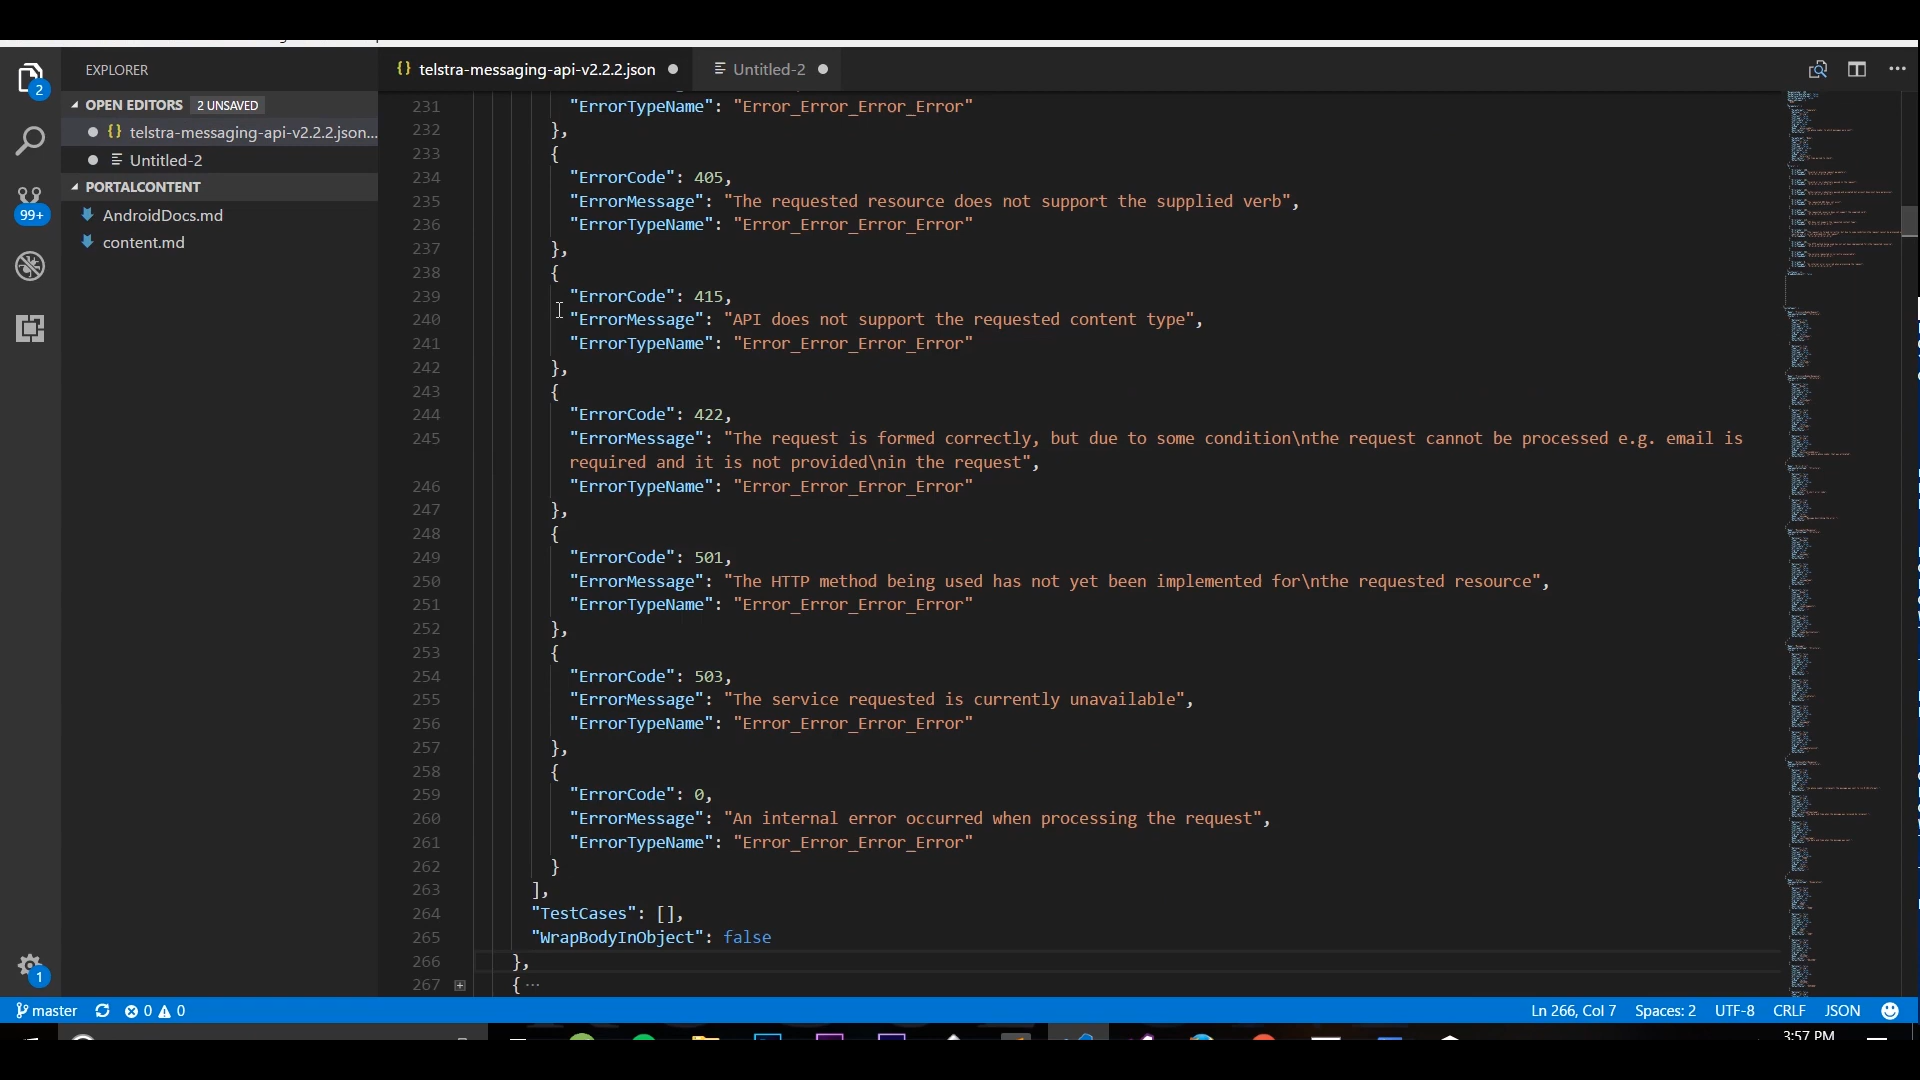 EXPLORER
OPEN EDITORS 2 UNSAVED
{} telstra-messaging-api-v2.2.2.json...
Untitled-2
PORTALCONTENT
AndroidDocs.md
content.md
2
99+
1
{} telstra-messaging-api-v2.2.2.json
Untitled-2
231 "ErrorTypeName": "Error_Error_Error_Error"
232 },
233 {
234 "ErrorCode": 405,
235 "ErrorMessage": "The requested resource does not support the supplied verb",
236 "ErrorTypeName": "Error_Error_Error_Error"
237 },
238 {
239 "ErrorCode": 415,
240 "ErrorMessage": "API does not support the requested content type",
241 "ErrorTypeName": "Error_Error_Error_Error"
242 },
243 {
244 "ErrorCode": 422,
245 "ErrorMessage": "The request is formed correctly, but due to some condition\nthe request cannot be processed e.g. email is
required and it is not provided\nin the request",
246 "ErrorTypeName": "Error_Error_Error_Error"
247 },
248 {
249 "ErrorCode": 501,
250 "ErrorMessage": "The HTTP method being used has not yet been implemented for\nthe requested resource",
251 "ErrorTypeName": "Error_Error_Error_Error"
252 },
253 {
254 "ErrorCode": 503,
255 "ErrorMessage": "The service requested is currently unavailable",
256 "ErrorTypeName": "Error_Error_Error_Error"
257 },
258 {
259 "ErrorCode": 0,
260 "ErrorMessage": "An internal error occurred when processing the request",
261 "ErrorTypeName": "Error_Error_Error_Error"
262 }
263 ],
264 "TestCases": [],
265 "WrapBodyInObject": false
266 },
267 { ...
master 0 0 Ln 266, Col 7 Spaces: 2 UTF-8 CRLF JSON
3:57 PM